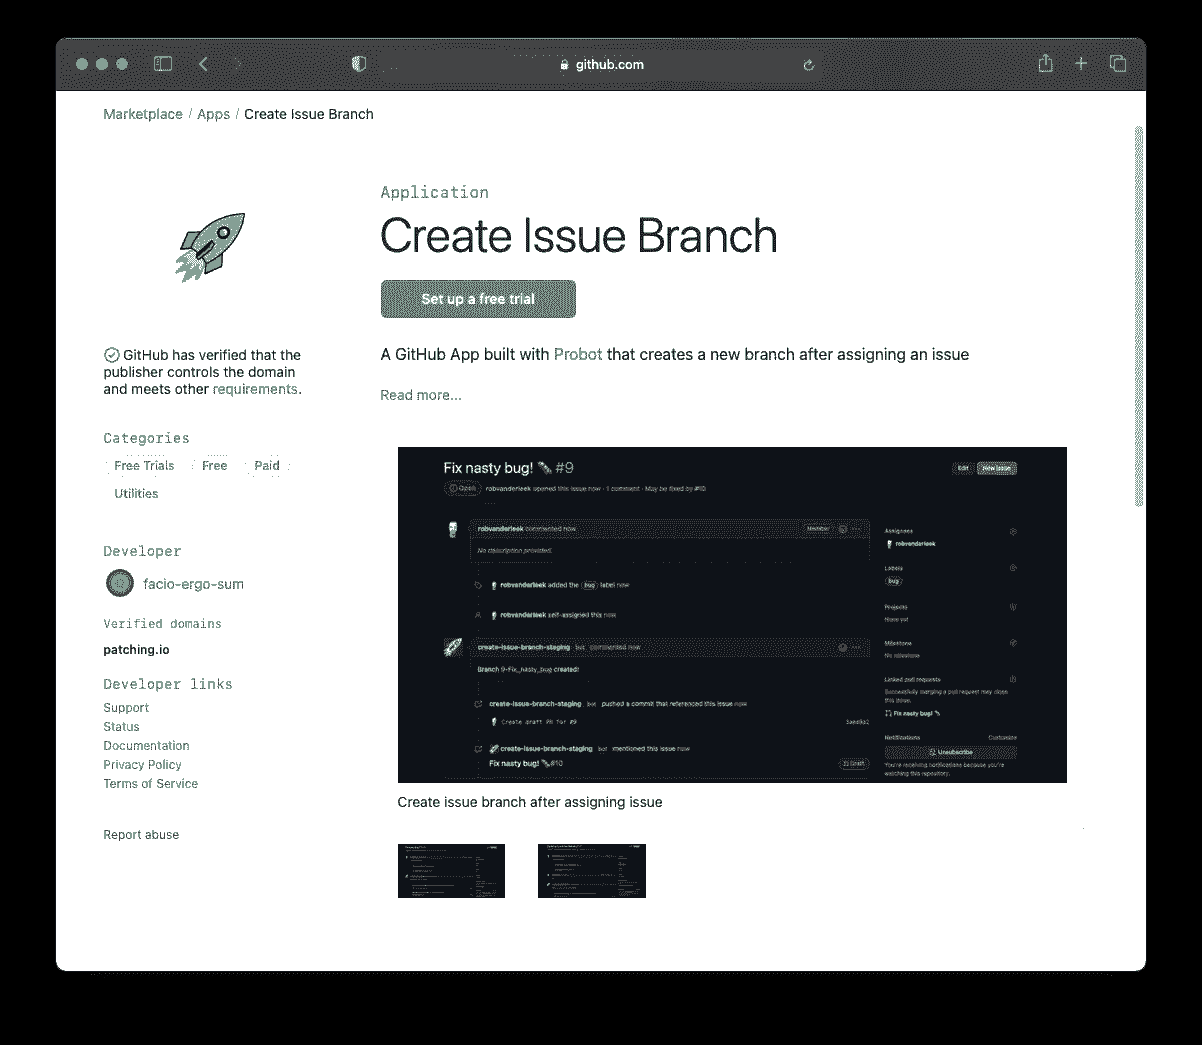 github.com
Marketplace / Apps / Create Issue Branch
Application
Create Issue Branch
Set up a free trial
GitHub has verified that the
publisher controls the domain
and meets other requirements.
A GitHub App built with Probot that creates a new branch after assigning an issue
Read more...
Categories
Free Trials Free Paid
Utilities
Developer
facio-ergo-sum
Verified domains
patching.io
Developer links
Support
Status
Documentation
Privacy Policy
Terms of Service
Report abuse
Fix nasty bug! #9
Edit New issue
Open robvanderleek opened this issue now · 1 comment · May be fixed by #10
robvanderleek commented now Member
No description provided.
robvanderleek added the bug label now
robvanderleek self-assigned this now
create-issue-branch-staging bot commented now
Branch 9-Fix_nasty_bug created!
create-issue-branch-staging bot pushed a commit that referenced this issue now
Create draft PR for #9
create-issue-branch-staging bot mentioned this issue now
Fix nasty bug! #10 Draft
Assignees
robvanderleek
Labels
bug
Projects
None yet
Milestone
No milestone
Linked pull requests
Successfully merging a pull request may close
this issue.
Fix nasty bug!
Notifications Customize
Unsubscribe
You're receiving notifications because you're
watching this repository.
Create issue branch after assigning issue